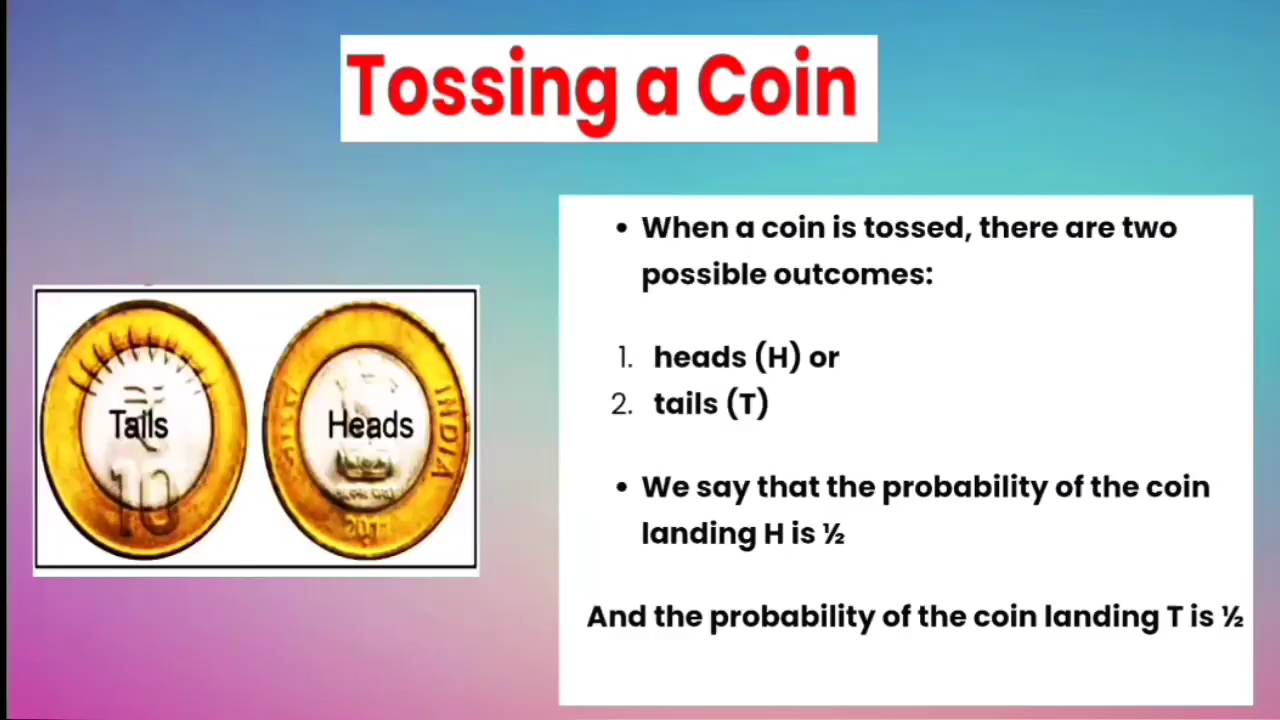 Tossing a Coin
• When a coin is tossed, there are two
possible outcomes:
1. heads (H) or
2. tails (T)
• We say that the probability of the coin
landing H is ½
And the probability of the coin landing T is ½
Tails
10
Heads
INDIA